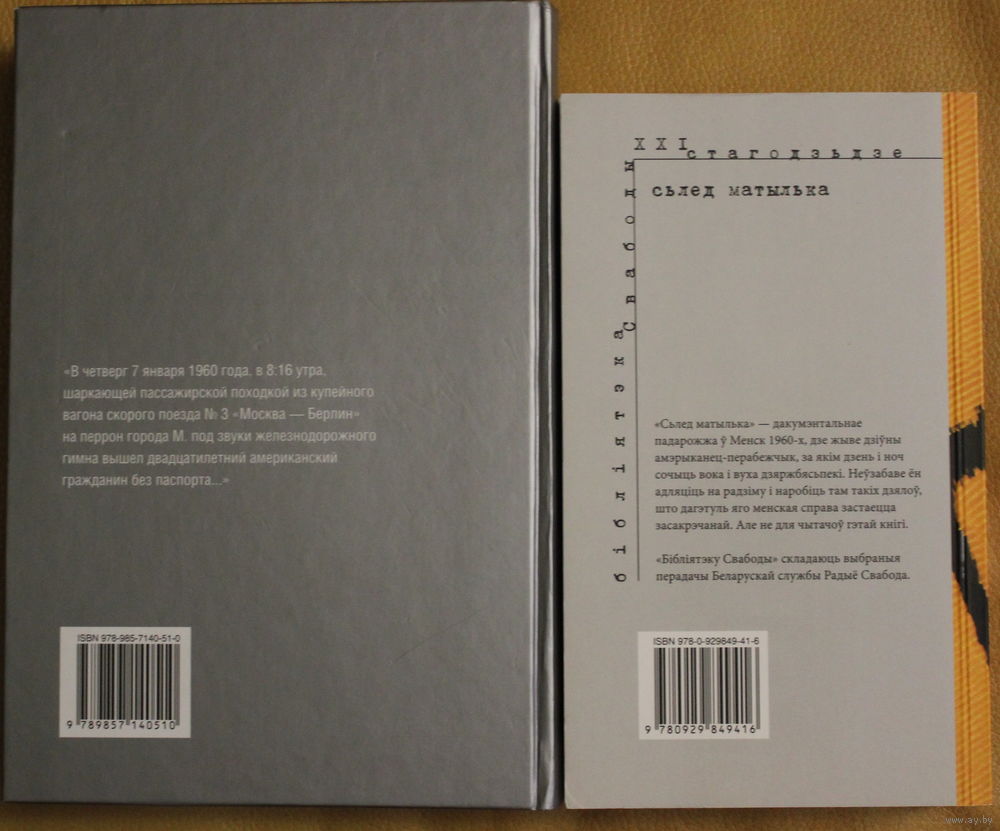 «В четверг 7 января 1960 года, в 8:16 утра,
шаркающей пассажирской походкой из купейного
вагона скорого поезда № 3 «Москва — Берлин»
на перрон города М. под звуки железнодорожного
гимна вышел двадцатилетний американский
гражданин без паспорта...»
ISBN 978-985-7140-51-0
9 789857 140510
XXI стагодзьдзе
бібліятэка Свабоды
сьлед матылька
«Сьлед матылька» — дакумэнтальнае
падарожжа ў Менск 1960-х, дзе жыве дзіўны
амэрыканец-перабежчык, за якім дзень і ноч
сочыць вока і вуха дзяржбясьпекі. Неўзабаве ён
адляціць на радзіму і наробіць там такіх дзялоў,
што дагэтуль яго менская справа застаецца
засакрэчанай. Але не для чытачоў гэтай кнігі.
«Бібліятэку Свабоды» складаюць выбраныя
перадачы Беларускай службы Радыё Свабода.
ISBN 978-0-929849-41-6
9 780929 849416
www.ay.by